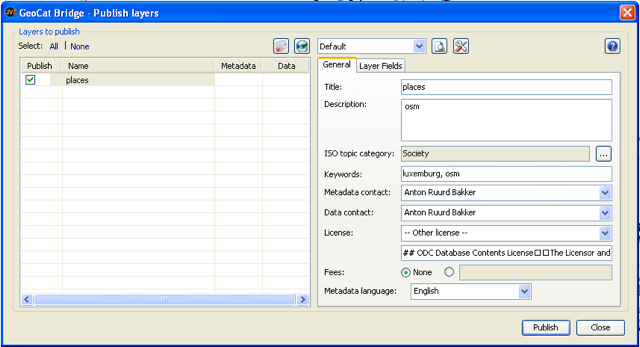 GeoCat Bridge - Publish layers
Layers to publish
Select: All | None
Default
Publish Name Metadata Data
places
General Layer Fields
Title: places
Description: osm
ISO topic category: Society ...
Keywords: luxemburg, osm
Metadata contact: Anton Ruurd Bakker
Data contact: Anton Ruurd Bakker
License: -- Other license --
## ODC Database Contents License□□The Licensor and
Fees: None
Metadata language: English
Publish Close